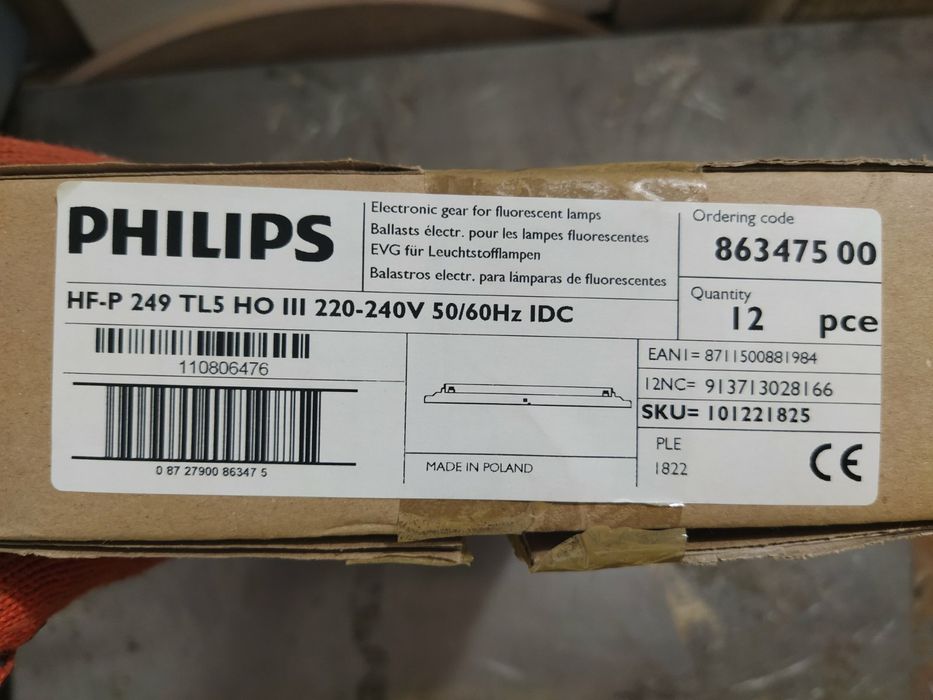 PHILIPS
Electronic gear for fluorescent lamps
Ballasts électr. pour les lampes fluorescentes
EVG für Leuchtstofflampen
Balastros electr. para lámparas de fluorescentes
Ordering code
863475 00
HF-P 249 TL5 HO III 220-240V 50/60Hz IDC
Quantity
12 pce
110806476
0 87 27900 86347 5
MADE IN POLAND
EAN1= 8711500881984
12NC= 913713028166
SKU= 101221825
PLE
1822
CE